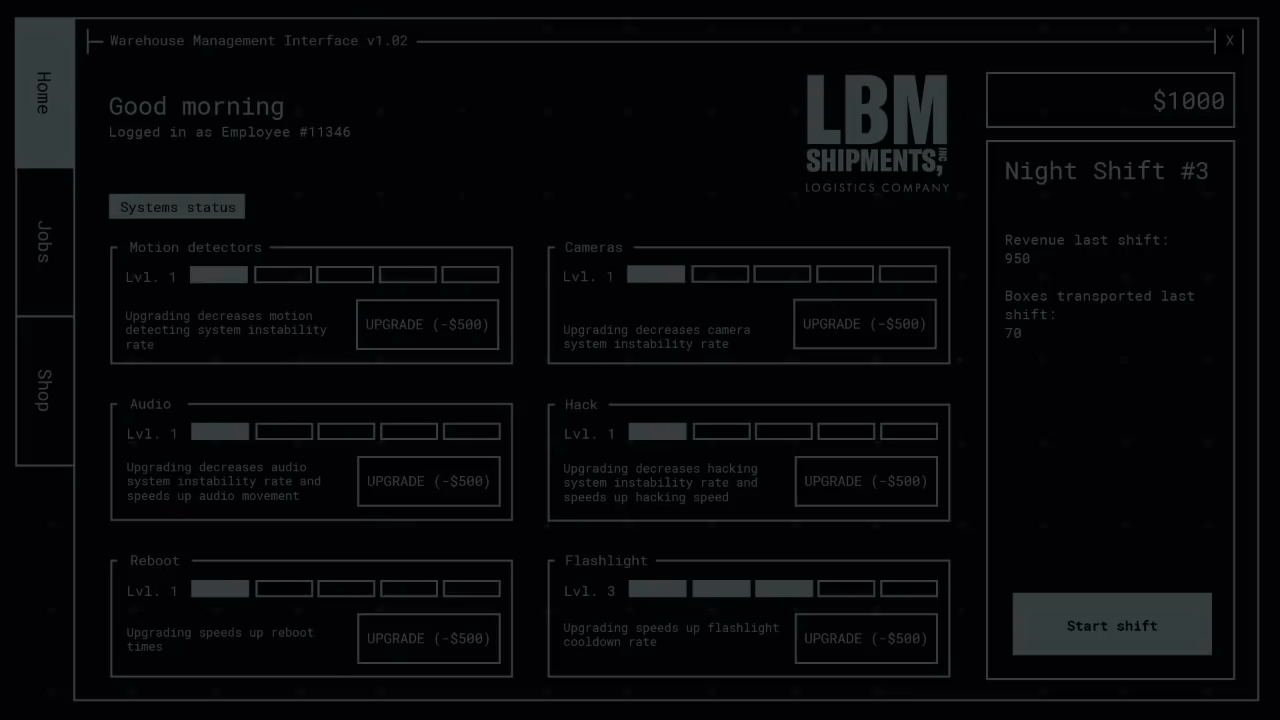 Warehouse Management Interface v1.02
X
Home
Jobs
Shop
Good morning
Logged in as Employee #11346
LBM
SHIPMENTS, INC
LOGISTICS COMPANY
$1000
Systems status
Motion detectors
Lvl. 1
Upgrading decreases motion
detecting system instability
rate
UPGRADE (-$500)
Cameras
Lvl. 1
Upgrading decreases camera
system instability rate
UPGRADE (-$500)
Audio
Lvl. 1
Upgrading decreases audio
system instability rate and
speeds up audio movement
UPGRADE (-$500)
Hack
Lvl. 1
Upgrading decreases hacking
system instability rate and
speeds up hacking speed
UPGRADE (-$500)
Reboot
Lvl. 1
Upgrading speeds up reboot
times
UPGRADE (-$500)
Flashlight
Lvl. 3
Upgrading speeds up flashlight
cooldown rate
UPGRADE (-$500)
Night Shift #3
Revenue last shift:
950
Boxes transported last
shift:
70
Start shift